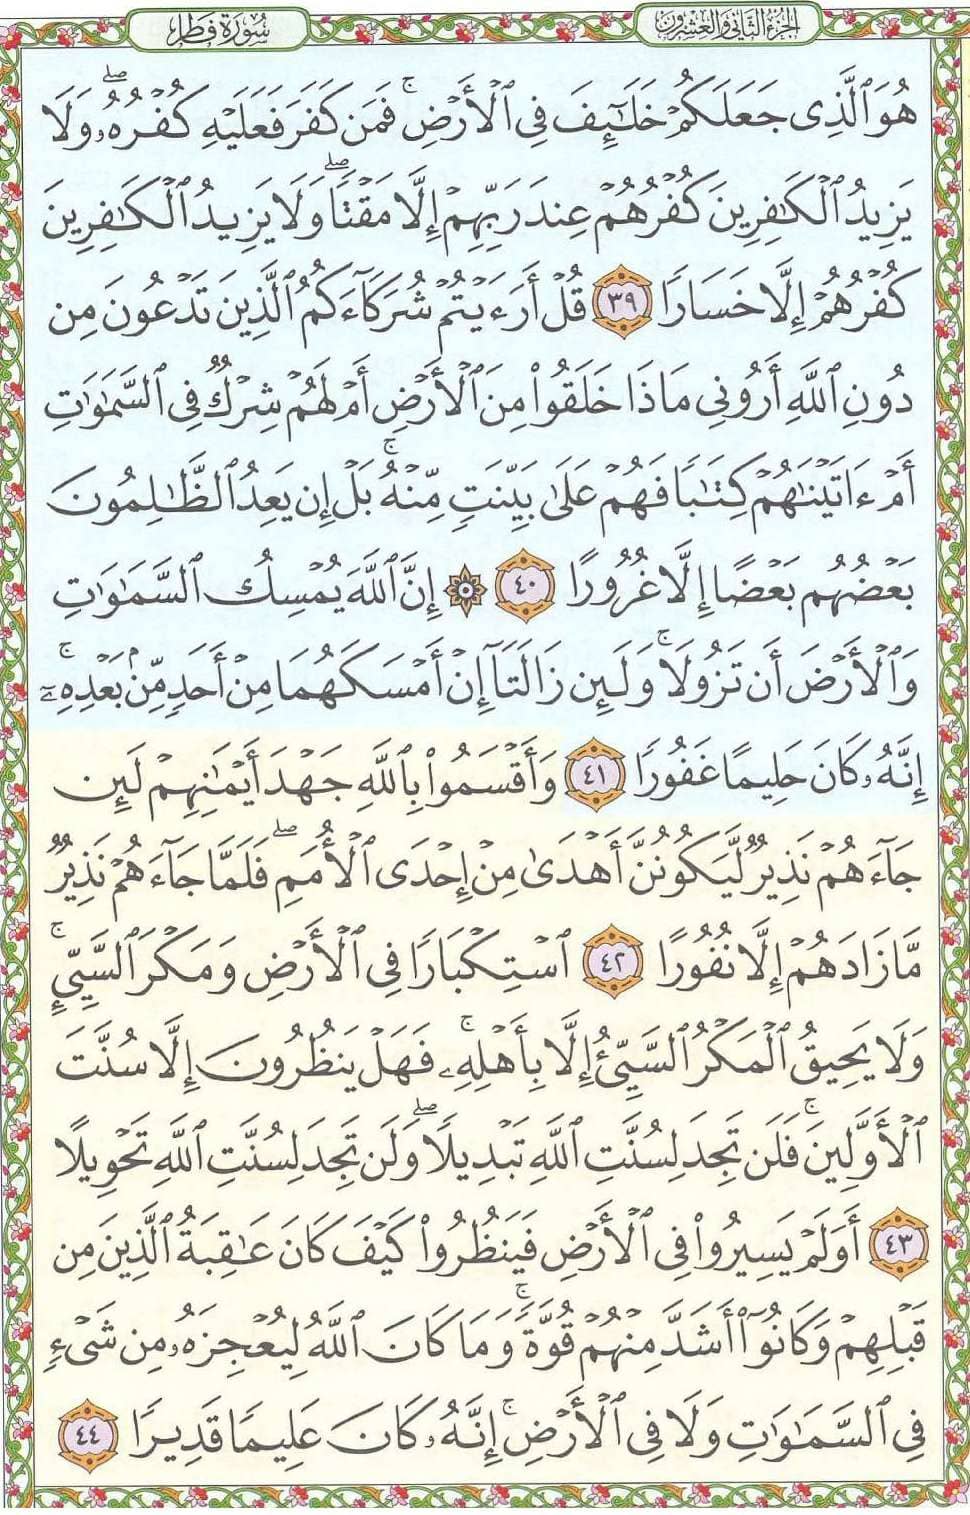 الجزء الثاني والعشرون
سورة فاطر
هُوَ ٱلَّذِى جَعَلَكُمْ خَلَـٰٓئِفَ فِى ٱلْأَرْضِ ۚ فَمَن كَفَرَ فَعَلَيْهِ كُفْرُهُۥ ۖ وَلَا
يَزِيدُ ٱلْكَـٰفِرِينَ كُفْرُهُمْ عِندَ رَبِّهِمْ إِلَّا مَقْتًا ۖ وَلَا يَزِيدُ ٱلْكَـٰفِرِينَ
كُفْرُهُمْ إِلَّا خَسَارًا ٣٩ قُلْ أَرَءَيْتُمْ شُرَكَآءَكُمُ ٱلَّذِينَ تَدْعُونَ مِن
دُونِ ٱللَّهِ أَرُونِى مَاذَا خَلَقُوا۟ مِنَ ٱلْأَرْضِ أَمْ لَهُمْ شِرْكٌ فِى ٱلسَّمَـٰوَٰتِ
أَمْ ءَاتَيْنَـٰهُمْ كِتَـٰبًا فَهُمْ عَلَىٰ بَيِّنَتٍ مِّنْهُ ۚ بَلْ إِن يَعِدُ ٱلظَّـٰلِمُونَ
بَعْضُهُم بَعْضًا إِلَّا غُرُورًا ٤٠ ۞ إِنَّ ٱللَّهَ يُمْسِكُ ٱلسَّمَـٰوَٰتِ
وَٱلْأَرْضَ أَن تَزُولَا ۚ وَلَئِن زَالَتَآ إِنْ أَمْسَكَهُمَا مِنْ أَحَدٍ مِّنۢ بَعْدِهِۦٓ ۚ
إِنَّهُۥ كَانَ حَلِيمًا غَفُورًا ٤١ وَأَقْسَمُوا۟ بِٱللَّهِ جَهْدَ أَيْمَـٰنِهِمْ لَئِن
جَآءَهُمْ نَذِيرٌ لَّيَكُونُنَّ أَهْدَىٰ مِنْ إِحْدَى ٱلْأُمَمِ ۖ فَلَمَّا جَآءَهُمْ نَذِيرٌ
مَّا زَادَهُمْ إِلَّا نُفُورًا ٤٢ ٱسْتِكْبَارًا فِى ٱلْأَرْضِ وَمَكْرَ ٱلسَّيِّئِ ۚ
وَلَا يَحِيقُ ٱلْمَكْرُ ٱلسَّيِّئُ إِلَّا بِأَهْلِهِۦ ۚ فَهَلْ يَنظُرُونَ إِلَّا سُنَّتَ
ٱلْأَوَّلِينَ ۚ فَلَن تَجِدَ لِسُنَّتِ ٱللَّهِ تَبْدِيلًا ۖ وَلَن تَجِدَ لِسُنَّتِ ٱللَّهِ تَحْوِيلًا
٤٣ أَوَلَمْ يَسِيرُوا۟ فِى ٱلْأَرْضِ فَيَنظُرُوا۟ كَيْفَ كَانَ عَـٰقِبَةُ ٱلَّذِينَ مِن
قَبْلِهِمْ وَكَانُوٓا۟ أَشَدَّ مِنْهُمْ قُوَّةً ۚ وَمَا كَانَ ٱللَّهُ لِيُعْجِزَهُۥ مِن شَىْءٍ
فِى ٱلسَّمَـٰوَٰتِ وَلَا فِى ٱلْأَرْضِ ۚ إِنَّهُۥ كَانَ عَلِيمًا قَدِيرًا ٤٤